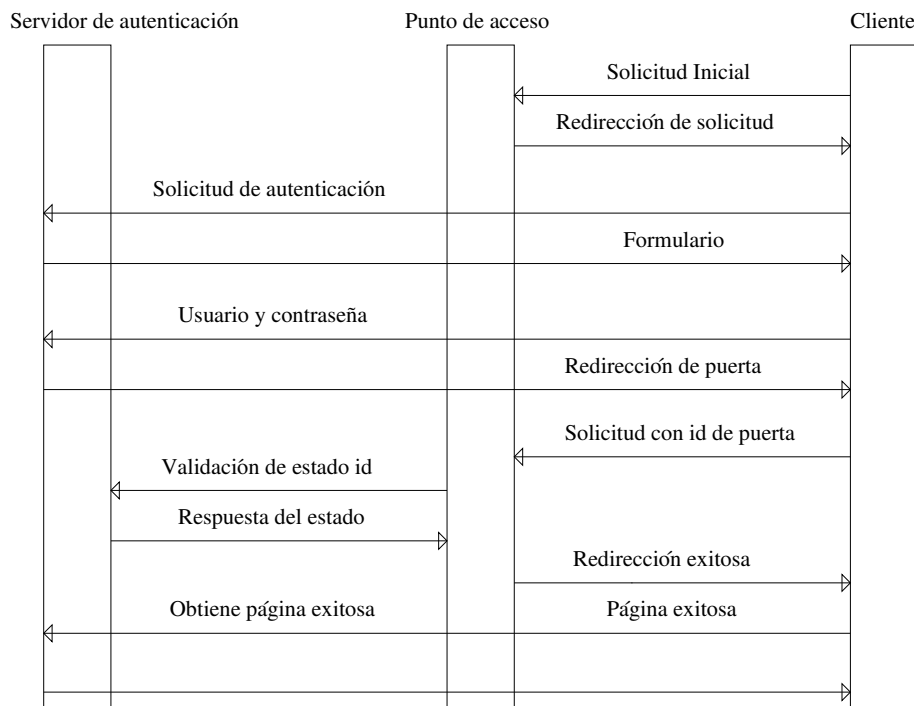 Servidor de autenticación
Punto de acceso
Cliente
Solicitud Inicial
Redirección de solicitud
Solicitud de autenticación
Formulario
Usuario y contraseña
Redirección de puerta
Solicitud con id de puerta
Validación de estado id
Respuesta del estado
Redirección exitosa
Obtiene página exitosa
Página exitosa